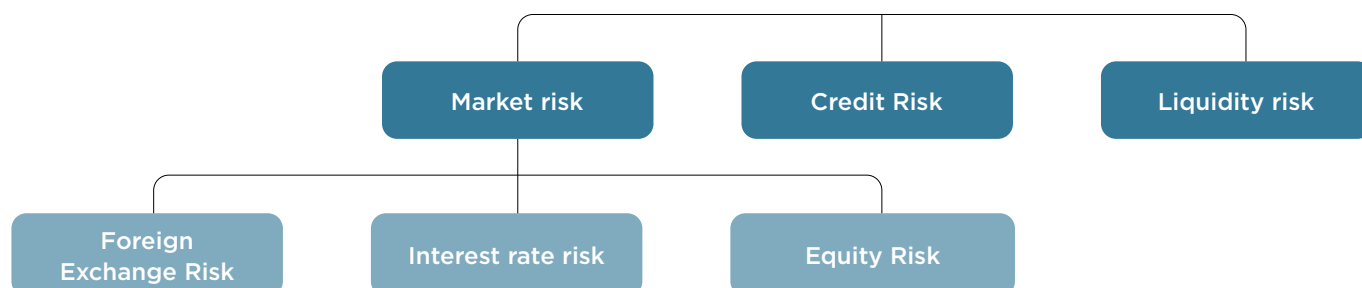 Market risk
Credit Risk
Liquidity risk
Foreign
Exchange Risk
Interest rate risk
Equity Risk